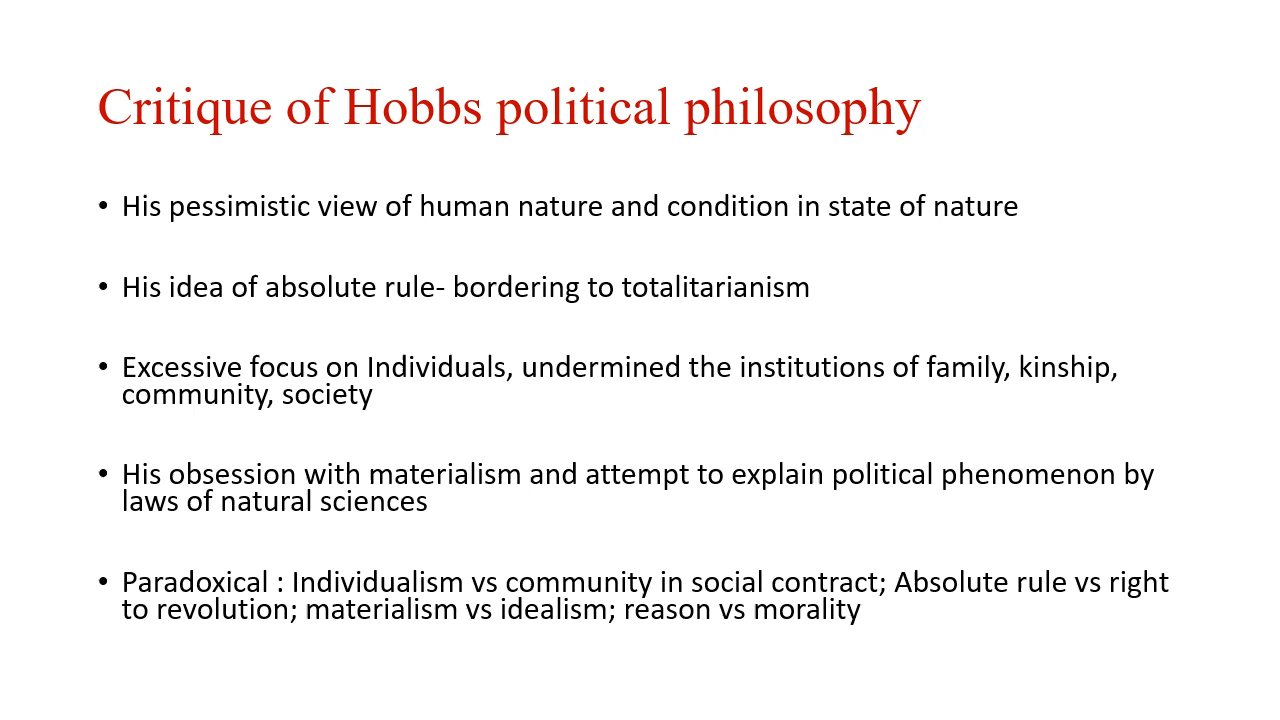 Critique of Hobbs political philosophy
• His pessimistic view of human nature and condition in state of nature
• His idea of absolute rule- bordering to totalitarianism
• Excessive focus on Individuals, undermined the institutions of family, kinship,
community, society
• His obsession with materialism and attempt to explain political phenomenon by
laws of natural sciences
• Paradoxical : Individualism vs community in social contract; Absolute rule vs right
to revolution; materialism vs idealism; reason vs morality